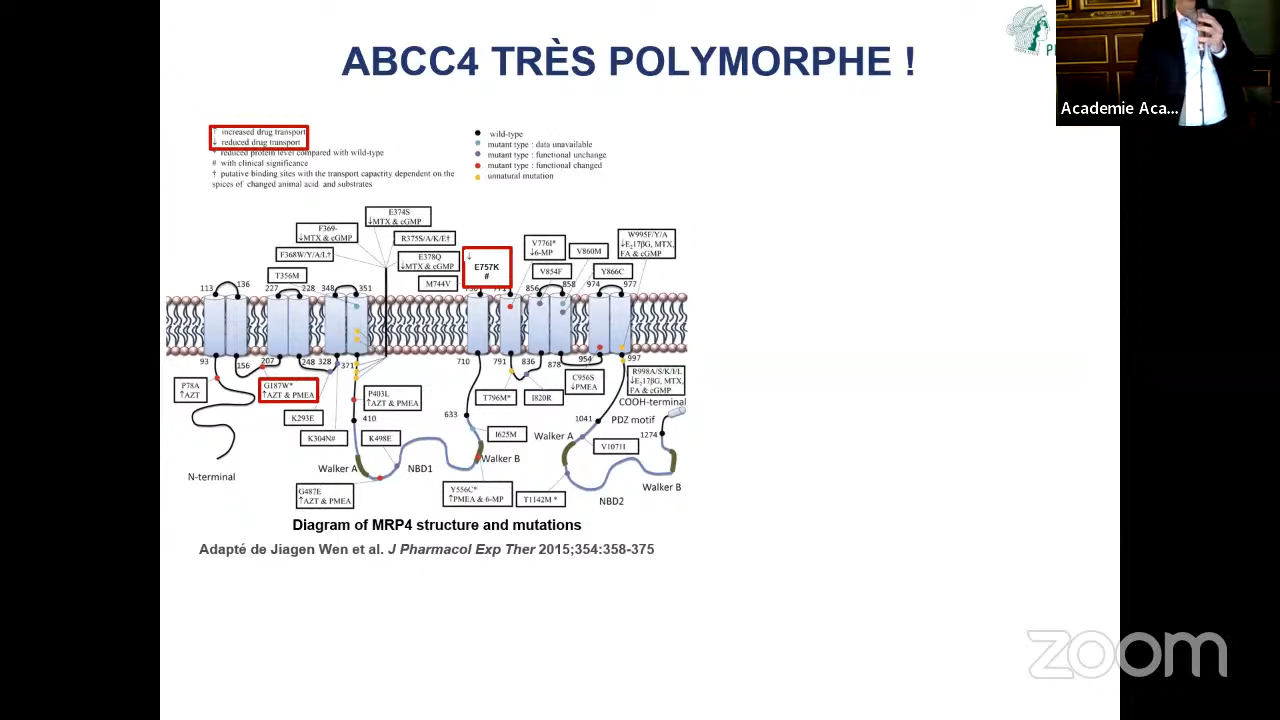 ABCC4 TRÈS POLYMORPHE !
P
Academie Aca...
↑ increased drug transport
↓ reduced drug transport
* reduced protein level compared with wild-type
# with clinical significance
† putative binding sites with the transport capacity dependent on the
spices of changed animal acid and substrates
wild-type
mutant type : data unavailable
mutant type : functional unchange
mutant type : functional changed
unnatural mutation
E374S
↓MTX & cGMP
F369-
↓MTX & cGMP
R375S/A/K/E†
F368W/Y/A/L†
E378Q
↓MTX & cGMP
T356M
M744V
↓
E757K
#
V776I*
↓6-MP
V860M
V854F
Y866C
W995F/Y/A
↓E₂17βG, MTX,
FA & cGMP
113
136
227
228
348
351
856
858
974
977
93
156
207
248
328
371
710
791
836
878
954
997
P78A
↑AZT
G187W*
↑AZT & PMEA
K293E
K304N#
P403L
↑AZT & PMEA
410
K498E
633
T796M*
I820R
C956S
↓PMEA
R998A/S/K/I/L
↓E₂17βG, MTX,
FA & cGMP
COOH-terminal
PDZ motif
1274
1041
Walker A
V1071I
I625M
Walker B
Walker A
NBD1
N-terminal
G487E
↑AZT & PMEA
Y556C*
↑PMEA & 6-MP
T1142M *
NBD2
Walker B
Diagram of MRP4 structure and mutations
Adapté de Jiagen Wen et al. J Pharmacol Exp Ther 2015;354:358-375
zoom